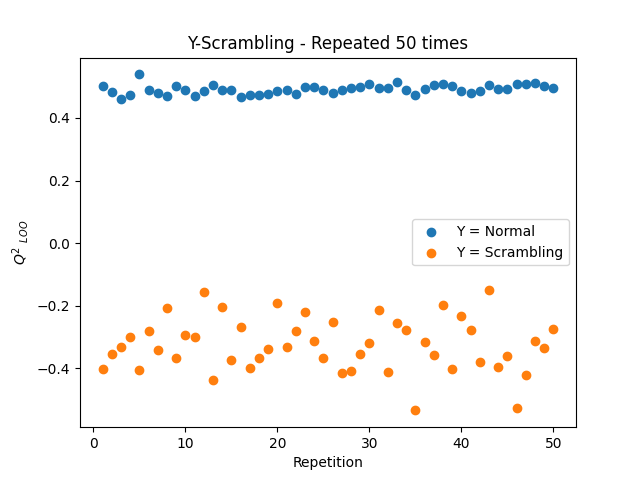 Y-Scrambling - Repeated 50 times
0.4
0.2
0.0
−0.2
−0.4
Q² LOO
Y = Normal
Y = Scrambling
0 10 20 30 40 50
Repetition